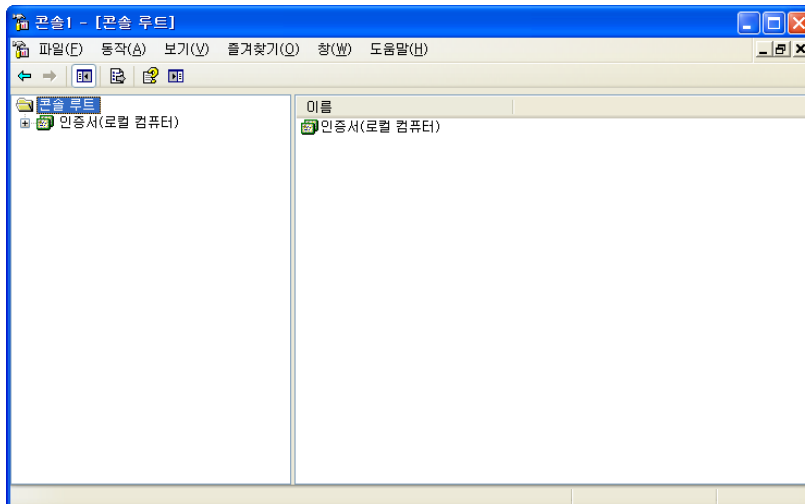 콘솔1 - [콘솔 루트]
파일(F) 동작(A) 보기(V) 즐겨찾기(O) 창(W) 도움말(H)
콘솔 루트
인증서(로컬 컴퓨터)
이름
인증서(로컬 컴퓨터)